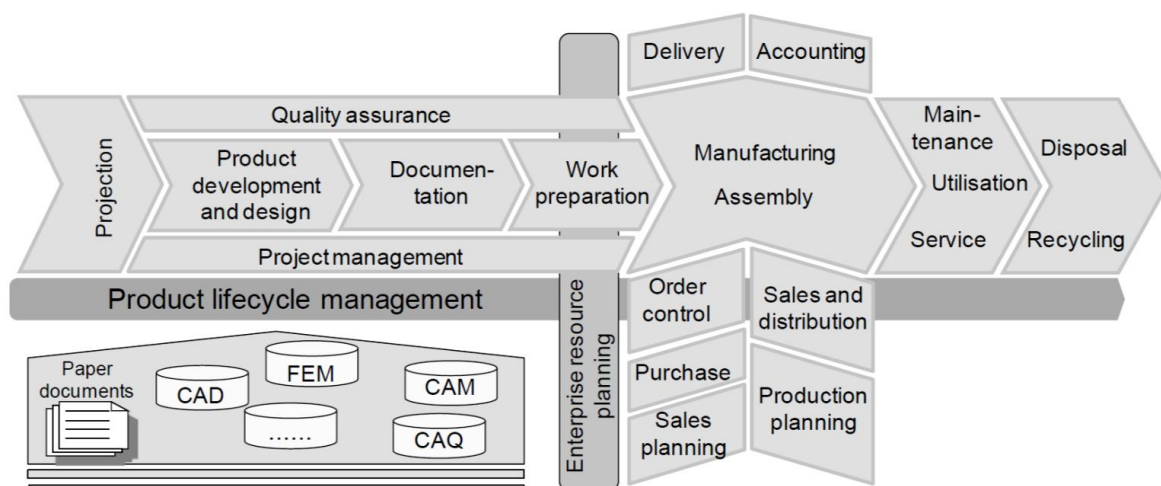 Delivery
Accounting
Projection
Quality assurance
Product
development
and design
Documen-
tation
Work
preparation
Project management
Manufacturing
Assembly
Main-
tenance
Utilisation
Service
Disposal
Recycling
Product lifecycle management
Enterprise resource
planning
Order
control
Purchase
Sales
planning
Sales and
distribution
Production
planning
Paper
documents
CAD
FEM
......
CAM
CAQ